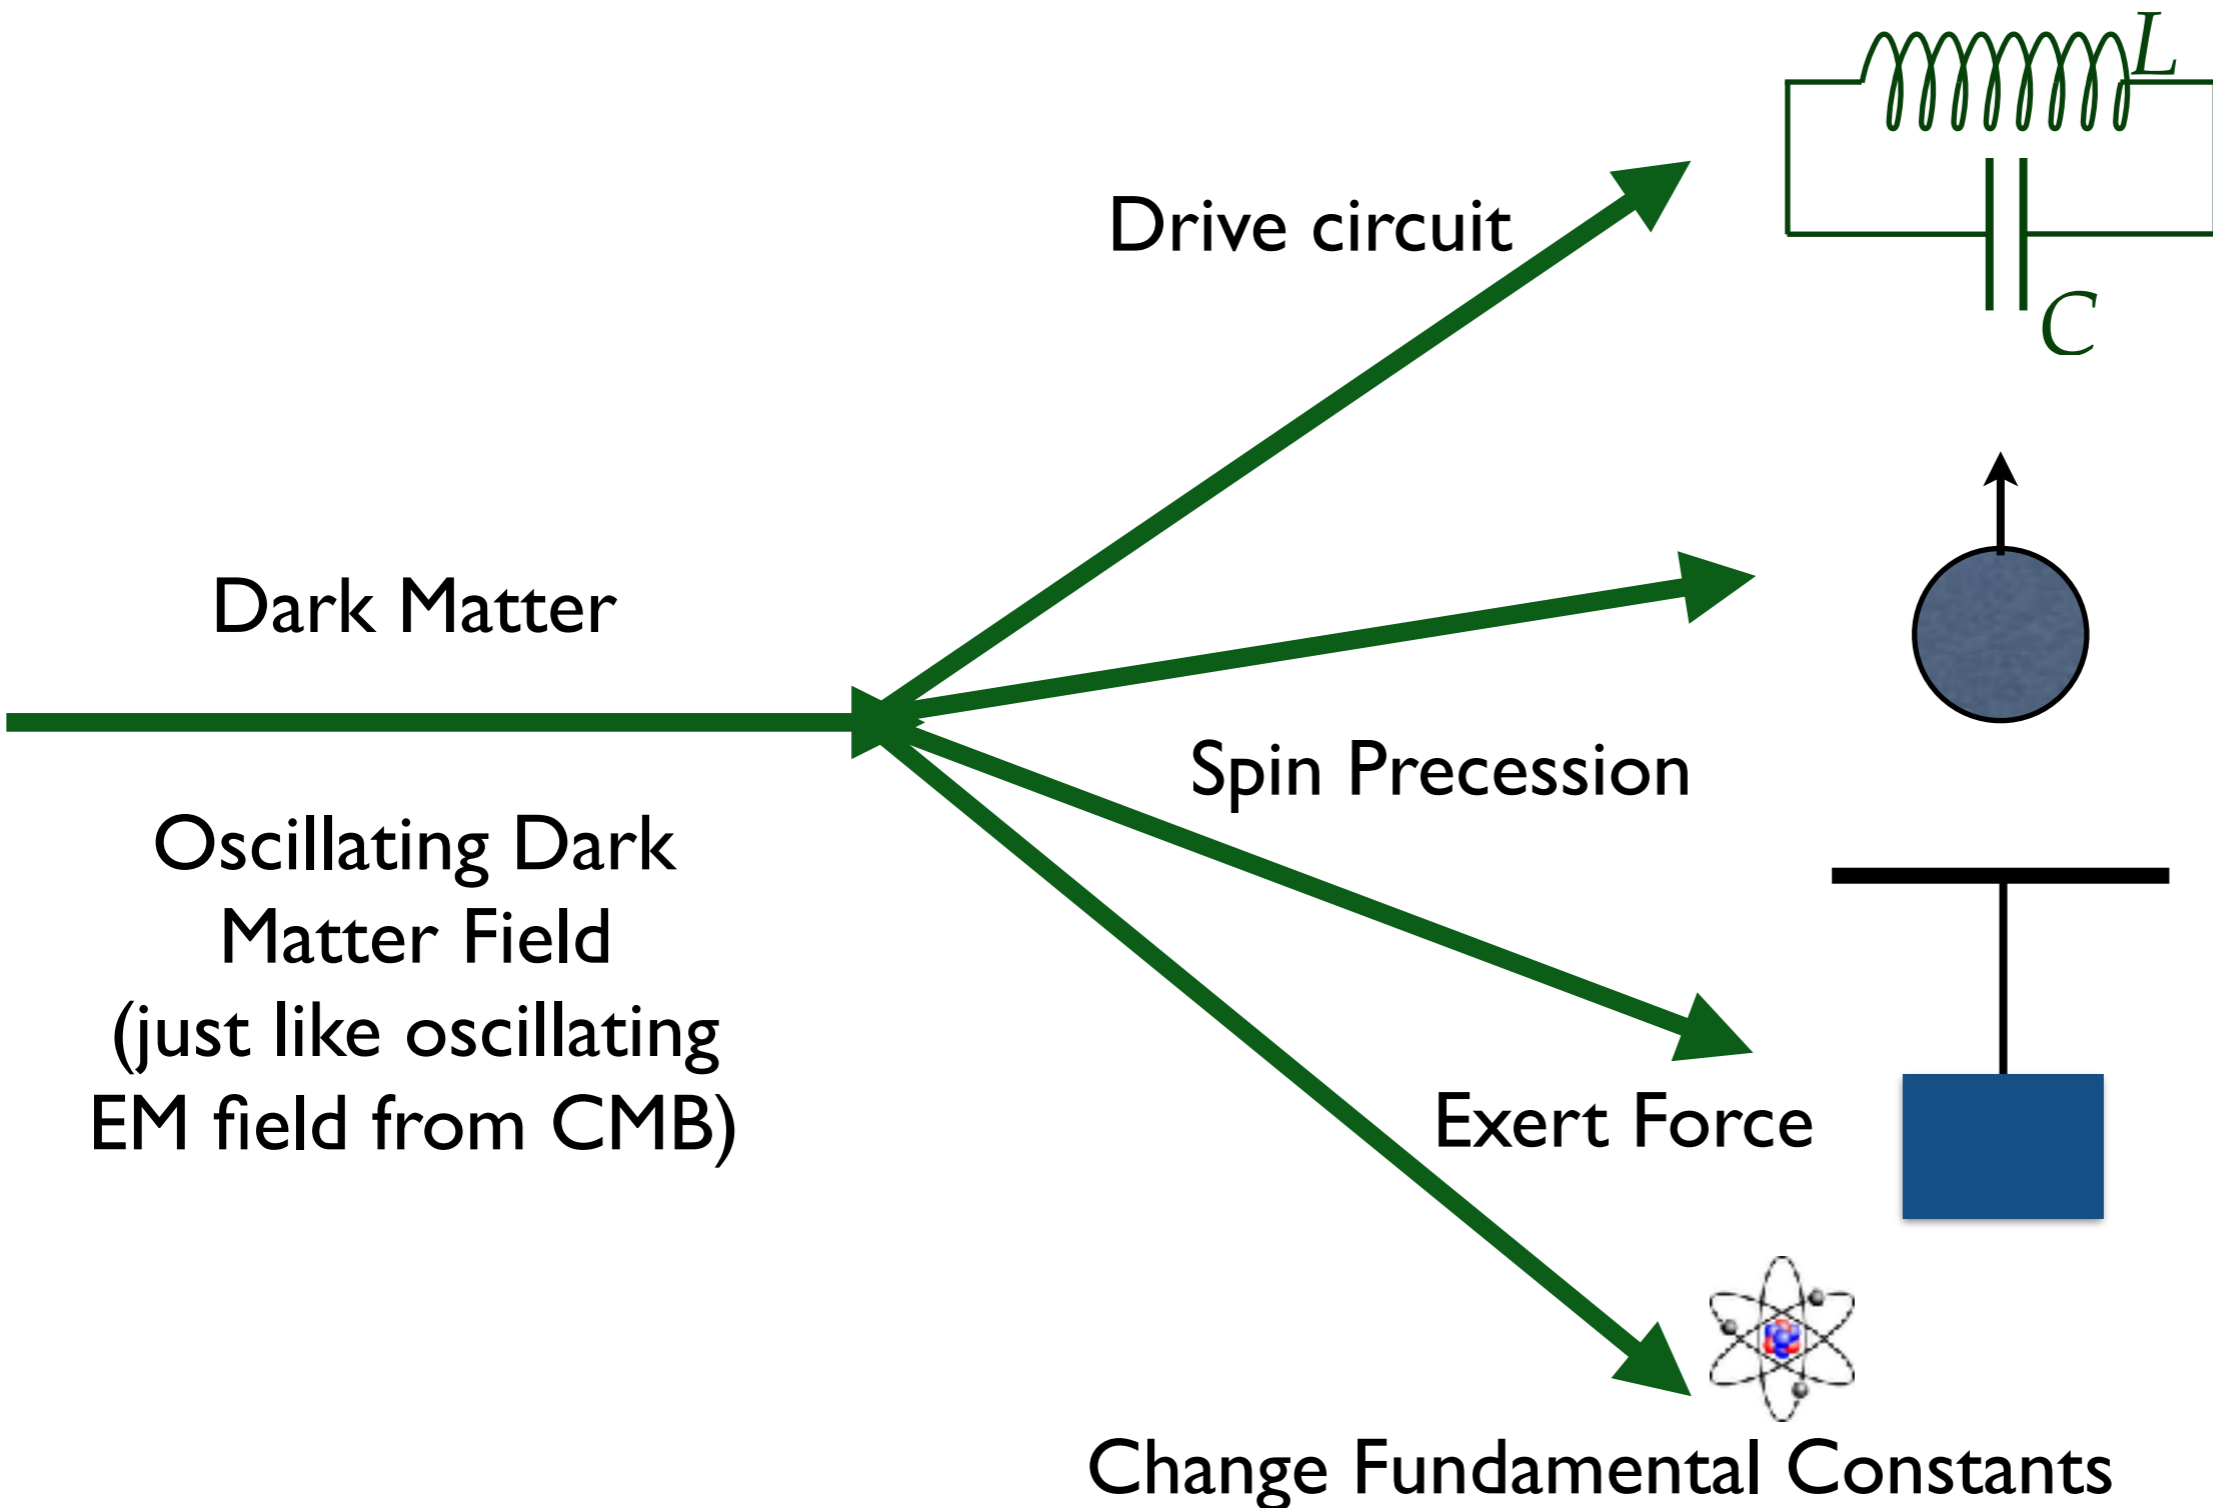 L
Drive circuit
C
Dark Matter
Spin Precession
Oscillating Dark
Matter Field
(just like oscillating
EM field from CMB)
Exert Force
Change Fundamental Constants